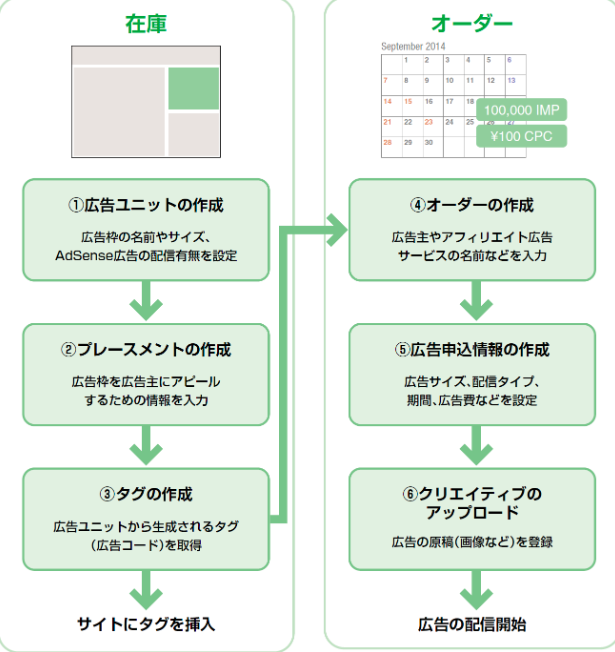 在庫
①広告ユニットの作成
広告枠の名前やサイズ、
AdSense広告の配信有無を設定
②プレースメントの作成
広告枠を広告主にアピール
するための情報を入力
③タグの作成
広告ユニットから生成されるタグ
（広告コード）を取得
サイトにタグを挿入
オーダー
September 2014
1 2 3 4 5 6
7 8 9 10 11 12 13
14 15 16 17 18
100,000 IMP
21 22 23 24 25 26 27
¥100 CPC
28 29 30
④オーダーの作成
広告主やアフィリエイト広告
サービスの名前などを入力
⑤広告申込情報の作成
広告サイズ、配信タイプ、
期間、広告費などを設定
⑥クリエイティブの
アップロード
広告の原稿（画像など）を登録
広告の配信開始